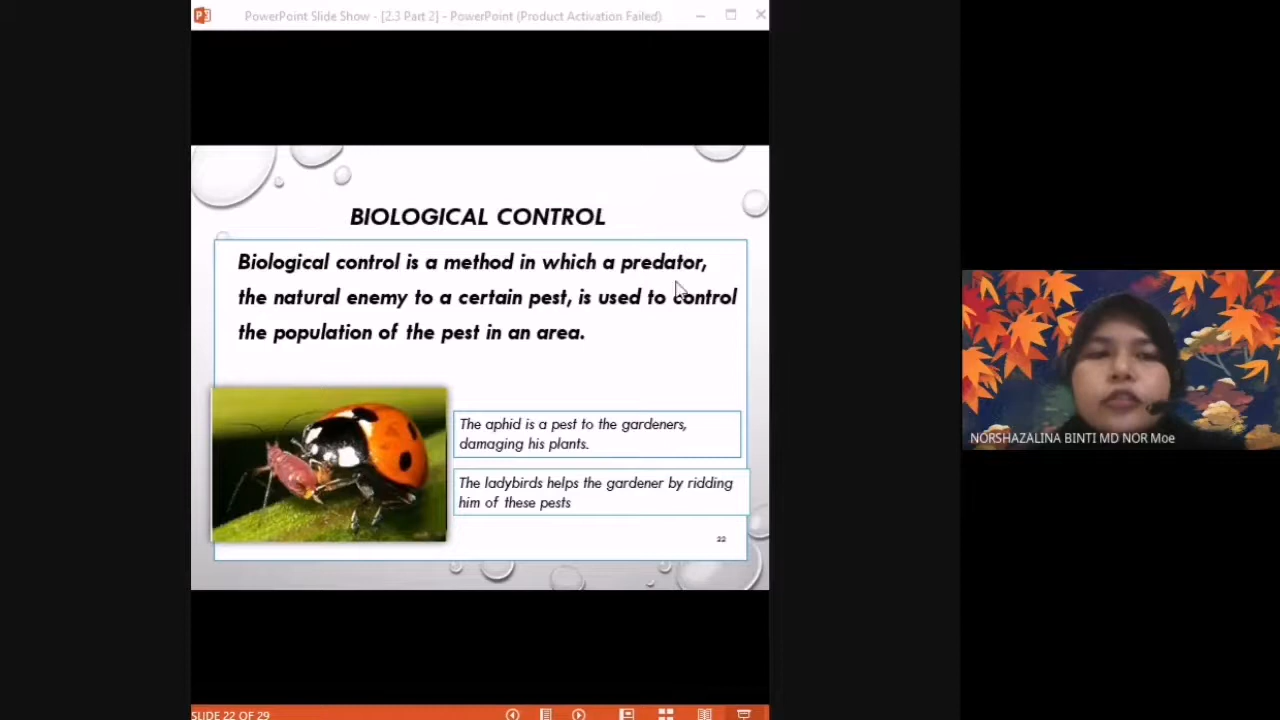 PowerPoint Slide Show - [2.3 Part 2] - PowerPoint (Product Activation Failed)
BIOLOGICAL CONTROL
Biological control is a method in which a predator,
the natural enemy to a certain pest, is used to control
the population of the pest in an area.
The aphid is a pest to the gardeners,
damaging his plants.
The ladybirds helps the gardener by ridding
him of these pests
22
NORSHAZALINA BINTI MD NOR Moe
SLIDE 22 OF 29